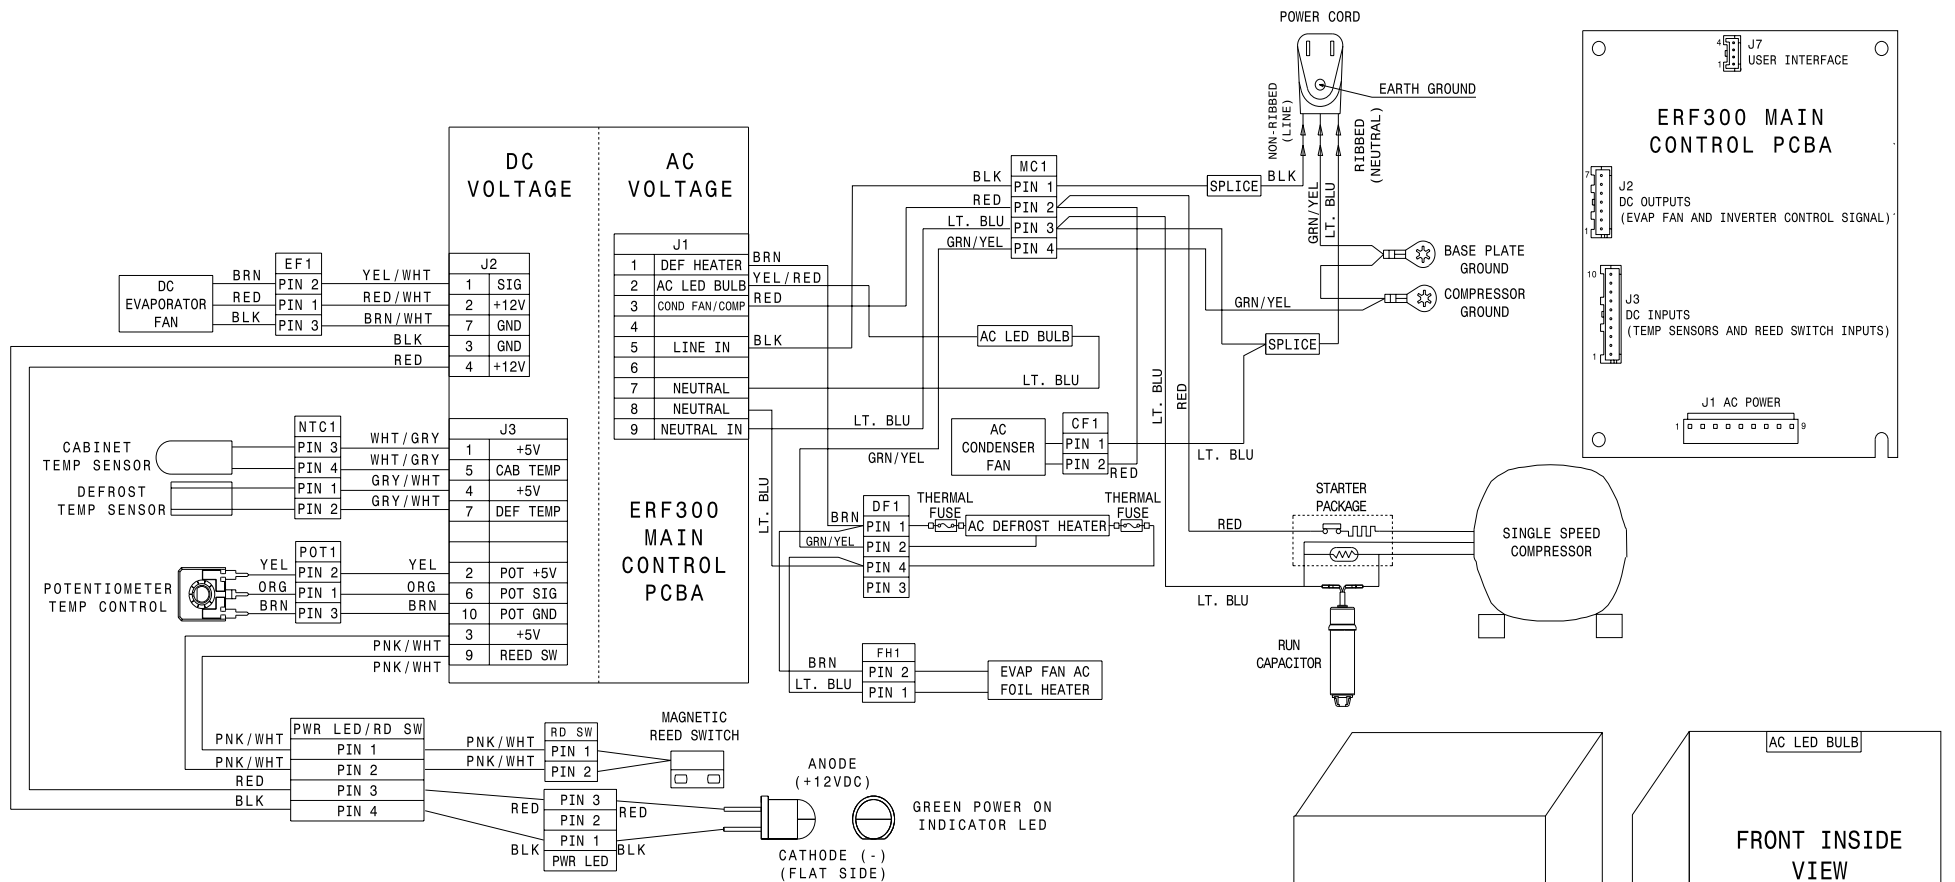 POWER CORD
EARTH GROUND
NON-RIBBED
(LINE)
RIBBED
(NEUTRAL)
BLK
SPLICE
GRN/YEL
LT. BLU
BASE PLATE
GROUND
COMPRESSOR
GROUND
GRN/YEL
SPLICE
4
1
J7
USER INTERFACE
ERF300 MAIN
CONTROL PCBA
7
1
J2
DC OUTPUTS
(EVAP FAN AND INVERTER CONTROL SIGNAL)
10
1
J3
DC INPUTS
(TEMP SENSORS AND REED SWITCH INPUTS)
J1 AC POWER
1
9
DC
VOLTAGE
AC
VOLTAGE
MC1
BLK
PIN 1
RED
PIN 2
LT. BLU
PIN 3
GRN/YEL
PIN 4
J1
1 DEF HEATER BRN
2 AC LED BULB YEL/RED
3 COND FAN/COMP RED
4
5 LINE IN BLK
6
7 NEUTRAL
8 NEUTRAL
9 NEUTRAL IN
AC LED BULB
LT. BLU
LT. BLU
GRN/YEL
LT. BLU
LT. BLU
RED
DC
EVAPORATOR
FAN
EF1
BRN PIN 2 YEL/WHT
RED PIN 1 RED/WHT
BLK PIN 3 BRN/WHT
BLK
RED
J2
1 SIG
2 +12V
7 GND
3 GND
4 +12V
CABINET
TEMP SENSOR
DEFROST
TEMP SENSOR
NTC1
PIN 3 WHT/GRY
PIN 4 WHT/GRY
PIN 1 GRY/WHT
PIN 2 GRY/WHT
J3
1 +5V
5 CAB TEMP
4 +5V
7 DEF TEMP
2 POT +5V
6 POT SIG
10 POT GND
3 +5V
9 REED SW
POTENTIOMETER
TEMP CONTROL
POT1
YEL PIN 2 YEL
ORG PIN 1 ORG
BRN PIN 3 BRN
PNK/WHT
PNK/WHT
ERF300
MAIN
CONTROL
PCBA
AC
CONDENSER
FAN
CF1
PIN 1
PIN 2
RED
LT. BLU
DF1
BRN PIN 1
GRN/YEL PIN 2
PIN 4
PIN 3
THERMAL
FUSE
AC DEFROST HEATER
THERMAL
FUSE
FH1
BRN PIN 2
LT. BLU PIN 1
EVAP FAN AC
FOIL HEATER
STARTER
PACKAGE
RED
LT. BLU
RUN
CAPACITOR
SINGLE SPEED
COMPRESSOR
PWR LED/RD SW
PNK/WHT PIN 1
PNK/WHT PIN 2
RED PIN 3
BLK PIN 4
RD SW
PNK/WHT PIN 1
PNK/WHT PIN 2
MAGNETIC
REED SWITCH
RED PIN 3 RED
PIN 2
BLK PIN 1 BLK
PWR LED
ANODE
(+12VDC)
CATHODE (-)
(FLAT SIDE)
GREEN POWER ON
INDICATOR LED
AC LED BULB
FRONT INSIDE
VIEW